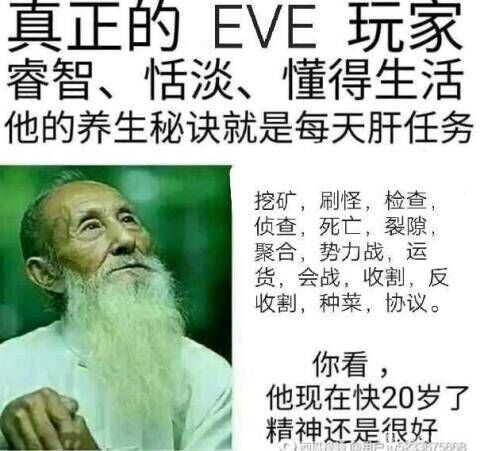 真正的 EVE 玩家
睿智、恬淡、懂得生活
他的养生秘诀就是每天肝任务
挖矿，刷怪，检查，
侦查，死亡，裂隙，
聚合，势力战，运
货，会战，收割，反
收割，种菜，协议。
你看，
他现在快20岁了
精神还是很好